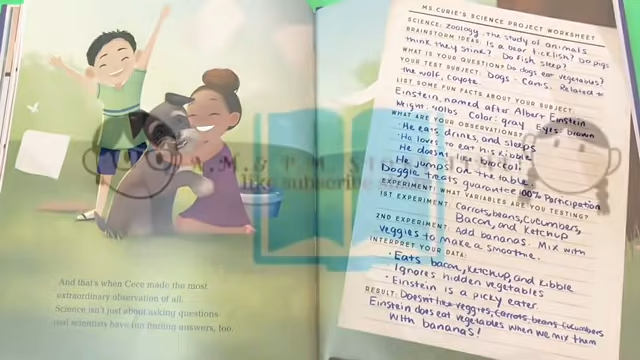 And that's when Cece made the most
extraordinary observation of all.
Science isn't just about asking questions
real scientists have fun finding answers, too.
MS. CURIE'S SCIENCE PROJECT WORKSHEET
SCIENCE: Zoology, the study of animals
BRAINSTORM IDEAS: Is a bear ticklish? Do pigs
think they stink? Do fish sleep?
WHAT IS YOUR QUESTION? Do dogs eat vegetables?
YOUR TEST SUBJECT: Dogs - Canis. Related to
the wolf, coyote.
LIST SOME FUN FACTS ABOUT YOUR SUBJECT:
Einstein, named after Albert Einstein
Weight: 40lbs Color: gray Eyes: brown
WHAT ARE YOUR OBSERVATIONS?
· He eats, drinks, and sleeps
· He loves to eat his kibble
He doesn't broccoli
He jumps on the table
Doggie treats guarantee 100% participation
EXPERIMENT: WHAT VARIABLES ARE YOU TESTING?
1ST EXPERIMENT: Carrots, beans, cucumbers,
Bacon, and ketchup
2ND EXPERIMENT: Add bananas. Mix with
veggies to make a smoothie.
INTERPRET YOUR DATA:
· Eats bacon, ketchup, and kibble
· Ignores hidden vegetables
· Einstein is a picky eater
RESULT: Doesn't like veggies, carrots, beans, cucumbers
Einstein does eat vegetables when we mix them
with bananas!
A.M. & P.M.
like subscribe